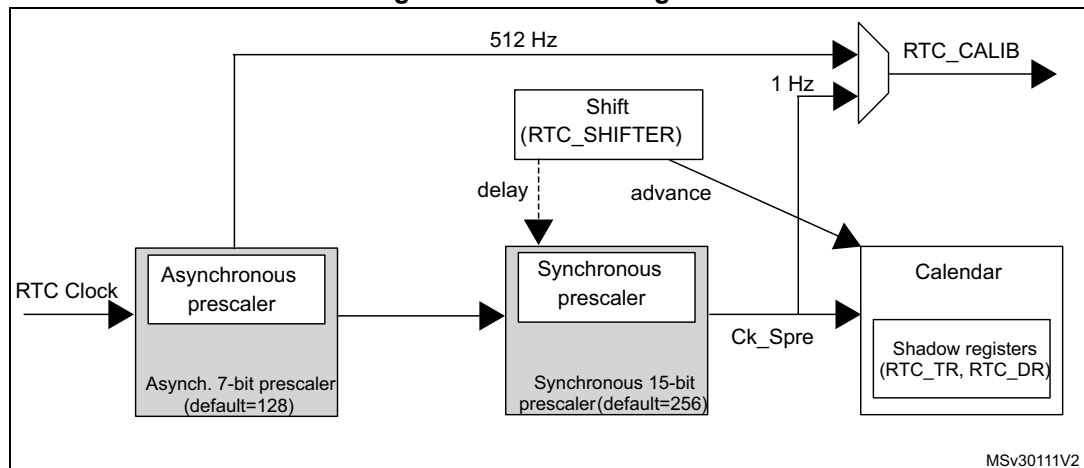 512 Hz
RTC_CALIB
1 Hz
Shift
(RTC_SHIFTER)
delay
advance
Asynchronous
prescaler
Synchronous
prescaler
Calendar
RTC Clock
Ck_Spre
Shadow registers
(RTC_TR, RTC_DR)
Asynch. 7-bit prescaler
(default=128)
Synchronous 15-bit
prescaler(default=256)
MSv30111V2